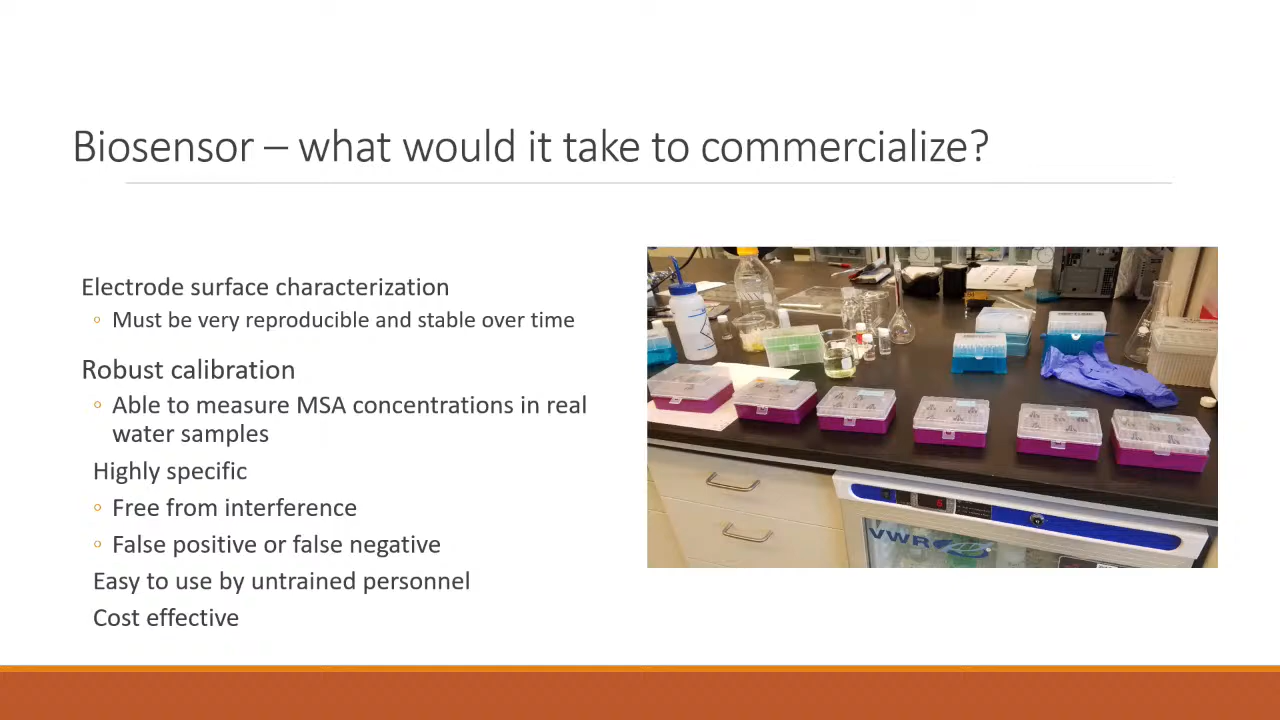 Biosensor – what would it take to commercialize?
Electrode surface characterization
◦ Must be very reproducible and stable over time
Robust calibration
◦ Able to measure MSA concentrations in real
water samples
Highly specific
◦ Free from interference
◦ False positive or false negative
Easy to use by untrained personnel
Cost effective
VWR